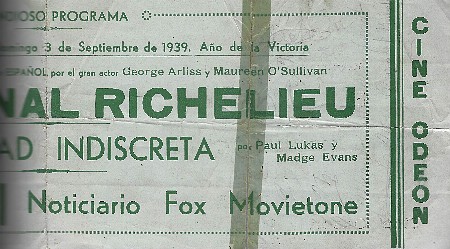 DIOSO PROGRAMA
omingo 3 de Septiembre de 1939. Año de la Victoria
ESPAÑOL por el gran actor George Arliss y Maureen O'Sullivan
NAL RICHELIEU
AD INDISCRETA por Paul Lukas y
Madge Evans
Noticiario Fox Movietone
CINE ODEON